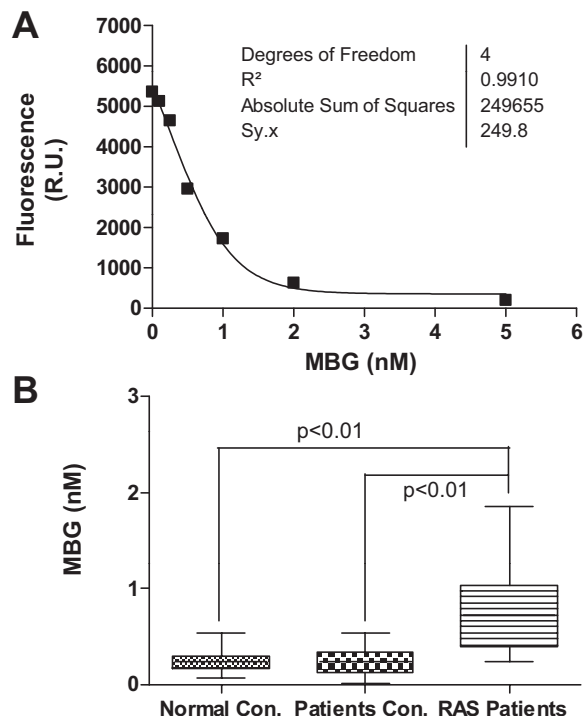 A
Fluorescence
(R.U.)
7000
6000
5000
4000
3000
2000
1000
0
Degrees of Freedom 4
R² 0.9910
Absolute Sum of Squares 249655
Sy.x 249.8
0 1 2 3 4 5 6
MBG (nM)
B
MBG (nM)
3
2
1
0
p<0.01
p<0.01
Normal Con. Patients Con. RAS Patients